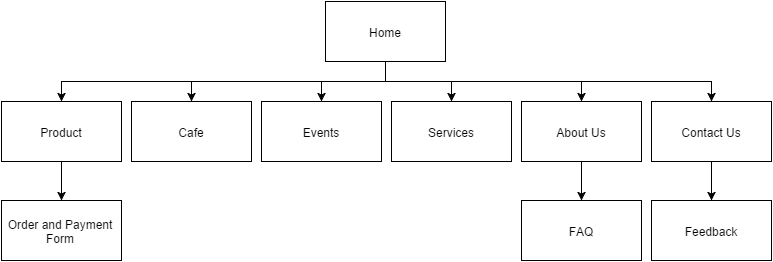 Home
Product
Cafe
Events
Services
About Us
Contact Us
Order and Payment
Form
FAQ
Feedback